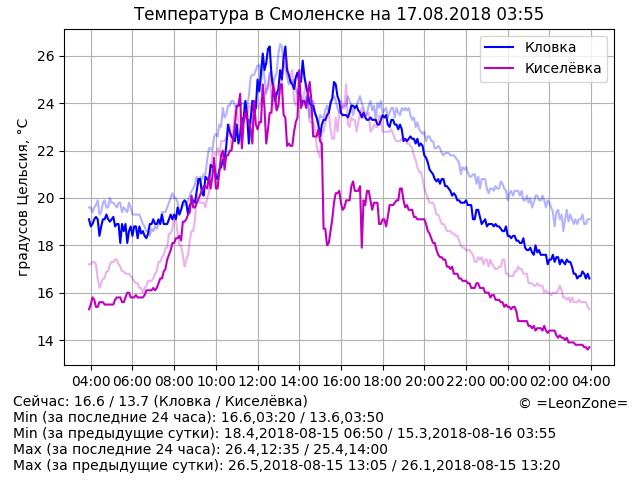 Температура в Смоленске на 17.08.2018 03:55
Кловка
Киселёвка
градусов Цельсия, °C
26
24
22
20
18
16
14
04:00 06:00 08:00 10:00 12:00 14:00 16:00 18:00 20:00 22:00 00:00 02:00 04:00
Сейчас: 16.6 / 13.7 (Кловка / Киселёвка)
© =LeonZone=
Min (за последние 24 часа): 16.6,03:20 / 13.6,03:50
Min (за предыдущие сутки): 18.4,2018-08-15 06:50 / 15.3,2018-08-16 03:55
Max (за последние 24 часа): 26.4,12:35 / 25.4,14:00
Max (за предыдущие сутки): 26.5,2018-08-15 13:05 / 26.1,2018-08-15 13:20